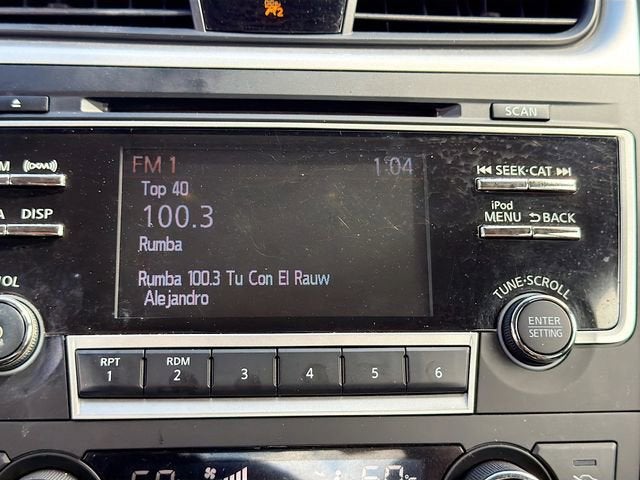 SCAN
FM 1 1:04
Top 40
100.3
Rumba
Rumba 100.3 Tu Con El Rauw
Alejandro
DISP
SEEK·CAT
iPod
MENU BACK
TUNE·SCROLL
ENTER
SETTING
RPT RDM
1 2 3 4 5 6